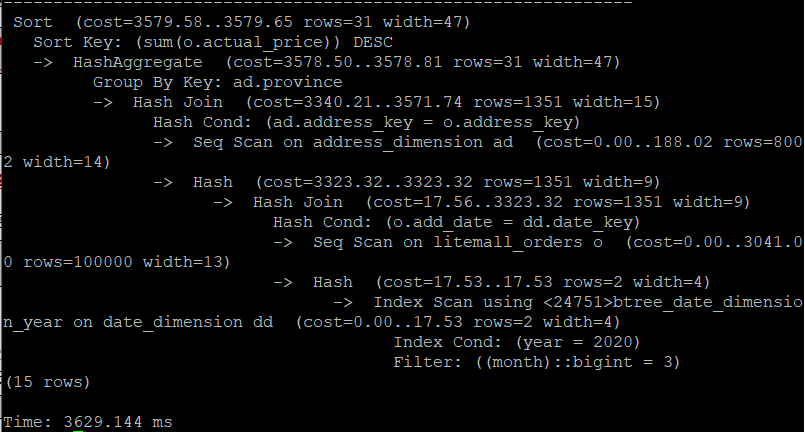 --------------------------------------------------------------
Sort  (cost=3579.58..3579.65 rows=31 width=47)
Sort Key: (sum(o.actual_price)) DESC
->  HashAggregate  (cost=3578.50..3578.81 rows=31 width=47)
Group By Key: ad.province
->  Hash Join  (cost=3340.21..3571.74 rows=1351 width=15)
Hash Cond: (ad.address_key = o.address_key)
->  Seq Scan on address_dimension ad  (cost=0.00..188.02 rows=800
2 width=14)
->  Hash  (cost=3323.32..3323.32 rows=1351 width=9)
->  Hash Join  (cost=17.56..3323.32 rows=1351 width=9)
Hash Cond: (o.add_date = dd.date_key)
->  Seq Scan on litemall_orders o  (cost=0.00..3041.0
0 rows=100000 width=13)
->  Hash  (cost=17.53..17.53 rows=2 width=4)
->  Index Scan using <24751>btree_date_dimensio
n_year on date_dimension dd  (cost=0.00..17.53 rows=2 width=4)
Index Cond: (year = 2020)
Filter: ((month)::bigint = 3)
(15 rows)
Time: 3629.144 ms